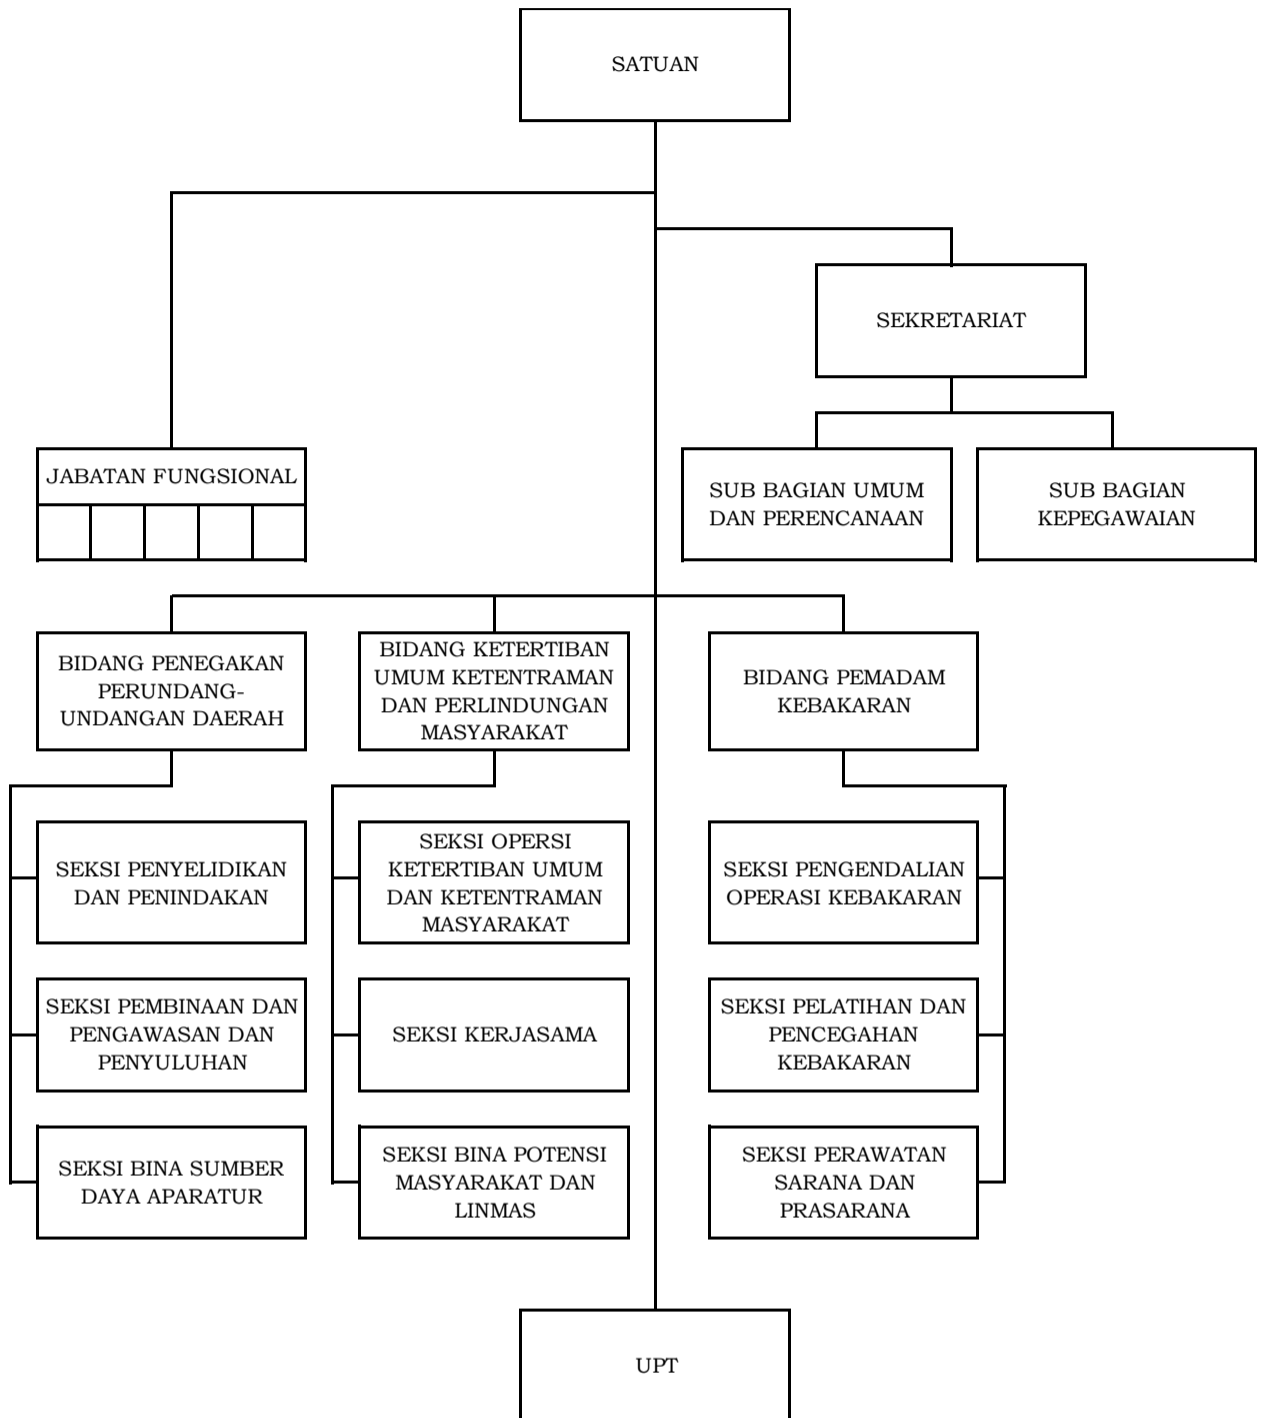 SATUAN
SEKRETARIAT
JABATAN FUNGSIONAL
SUB BAGIAN UMUM
DAN PERENCANAAN
SUB BAGIAN
KEPEGAWAIAN
BIDANG PENEGAKAN
PERUNDANG-
UNDANGAN DAERAH
BIDANG KETERTIBAN
UMUM KETENTRAMAN
DAN PERLINDUNGAN
MASYARAKAT
BIDANG PEMADAM
KEBAKARAN
SEKSI PENYELIDIKAN
DAN PENINDAKAN
SEKSI OPERSI
KETERTIBAN UMUM
DAN KETENTRAMAN
MASYARAKAT
SEKSI PENGENDALIAN
OPERASI KEBAKARAN
SEKSI PEMBINAAN DAN
PENGAWASAN DAN
PENYULUHAN
SEKSI KERJASAMA
SEKSI PELATIHAN DAN
PENCEGAHAN
KEBAKARAN
SEKSI BINA SUMBER
DAYA APARATUR
SEKSI BINA POTENSI
MASYARAKAT DAN
LINMAS
SEKSI PERAWATAN
SARANA DAN
PRASARANA
UPT